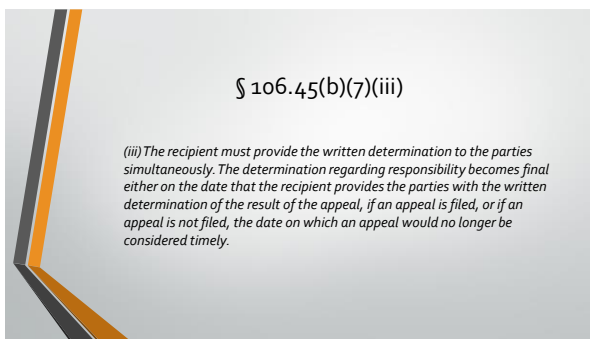 § 106.45(b)(7)(iii)
(iii) The recipient must provide the written determination to the parties
simultaneously. The determination regarding responsibility becomes final
either on the date that the recipient provides the parties with the written
determination of the result of the appeal, if an appeal is filed, or if an
appeal is not filed, the date on which an appeal would no longer be
considered timely.